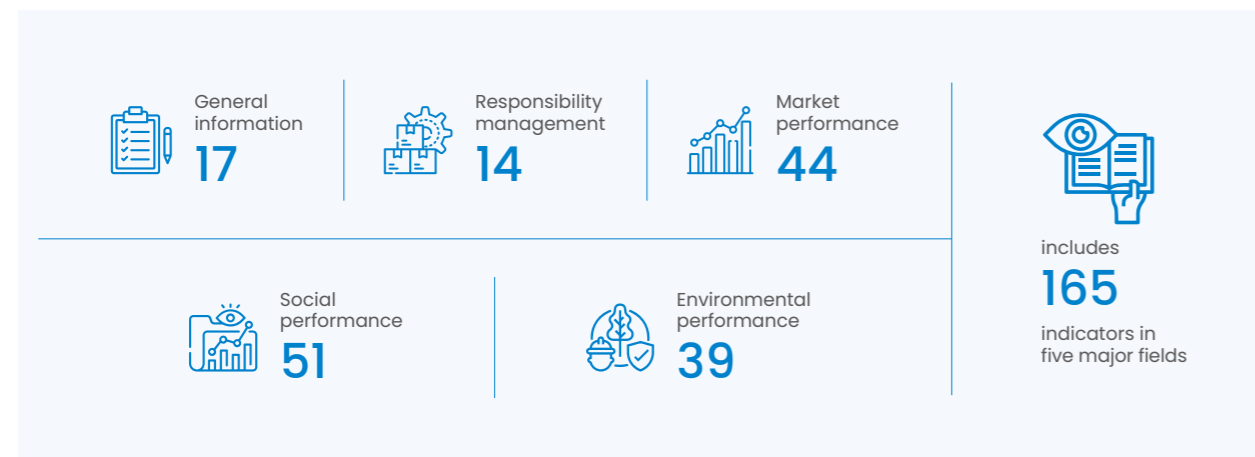 General
information
17
Responsibility
management
14
Market
performance
44
Social
performance
51
Environmental
performance
39
includes
165
indicators in
five major fields